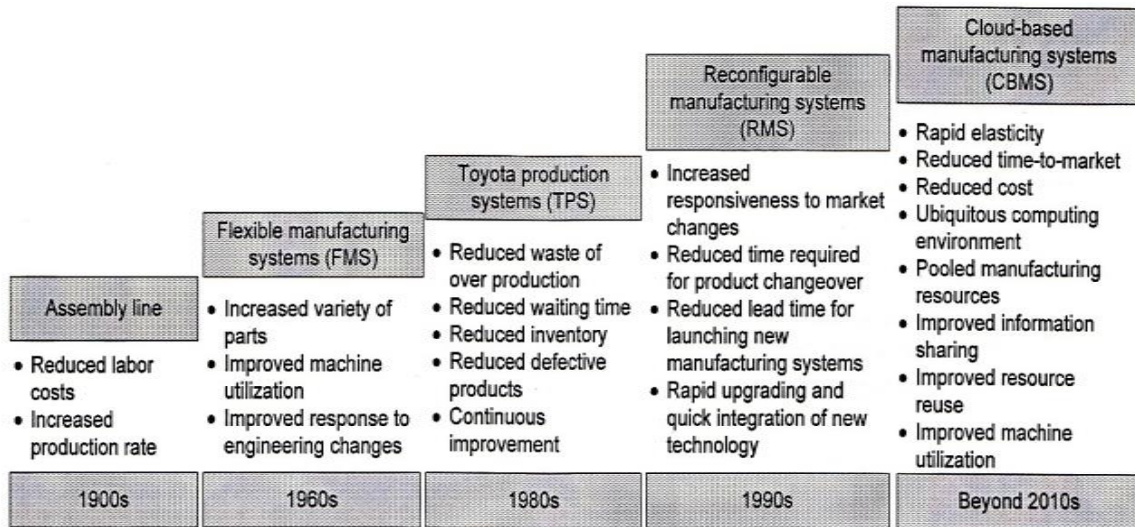 Assembly line
• Reduced labor
costs
• Increased
production rate
1900s
Flexible manufacturing
systems (FMS)
• Increased variety of
parts
• Improved machine
utilization
• Improved response to
engineering changes
1960s
Toyota production
systems (TPS)
• Reduced waste of
over production
• Reduced waiting time
• Reduced inventory
• Reduced defective
products
• Continuous
improvement
1980s
Reconfigurable
manufacturing systems
(RMS)
• Increased
responsiveness to market
changes
• Reduced time required
for product changeover
• Reduced lead time for
launching new
manufacturing systems
• Rapid upgrading and
quick integration of new
technology
1990s
Cloud-based
manufacturing systems
(CBMS)
• Rapid elasticity
• Reduced time-to-market
• Reduced cost
• Ubiquitous computing
environment
• Pooled manufacturing
resources
• Improved information
sharing
• Improved resource
reuse
• Improved machine
utilization
Beyond 2010s